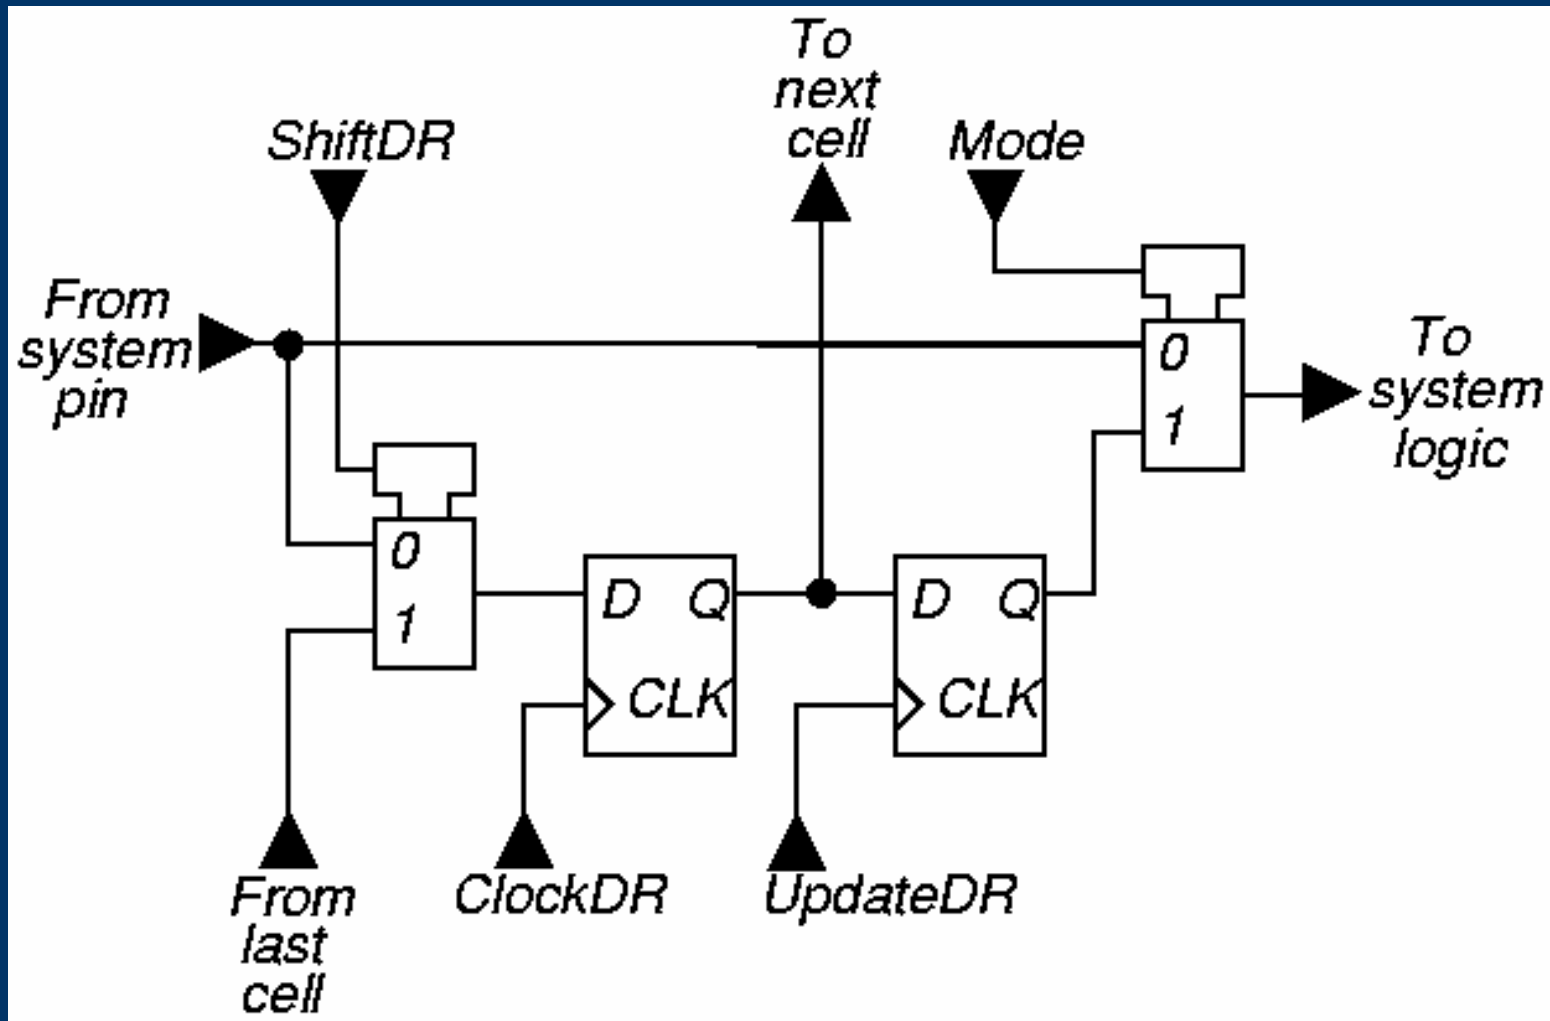 To
next
cell
ShiftDR
Mode
From
system
pin
0
1
To
system
logic
0
1
D Q
CLK
D Q
CLK
From
last
cell
ClockDR
UpdateDR